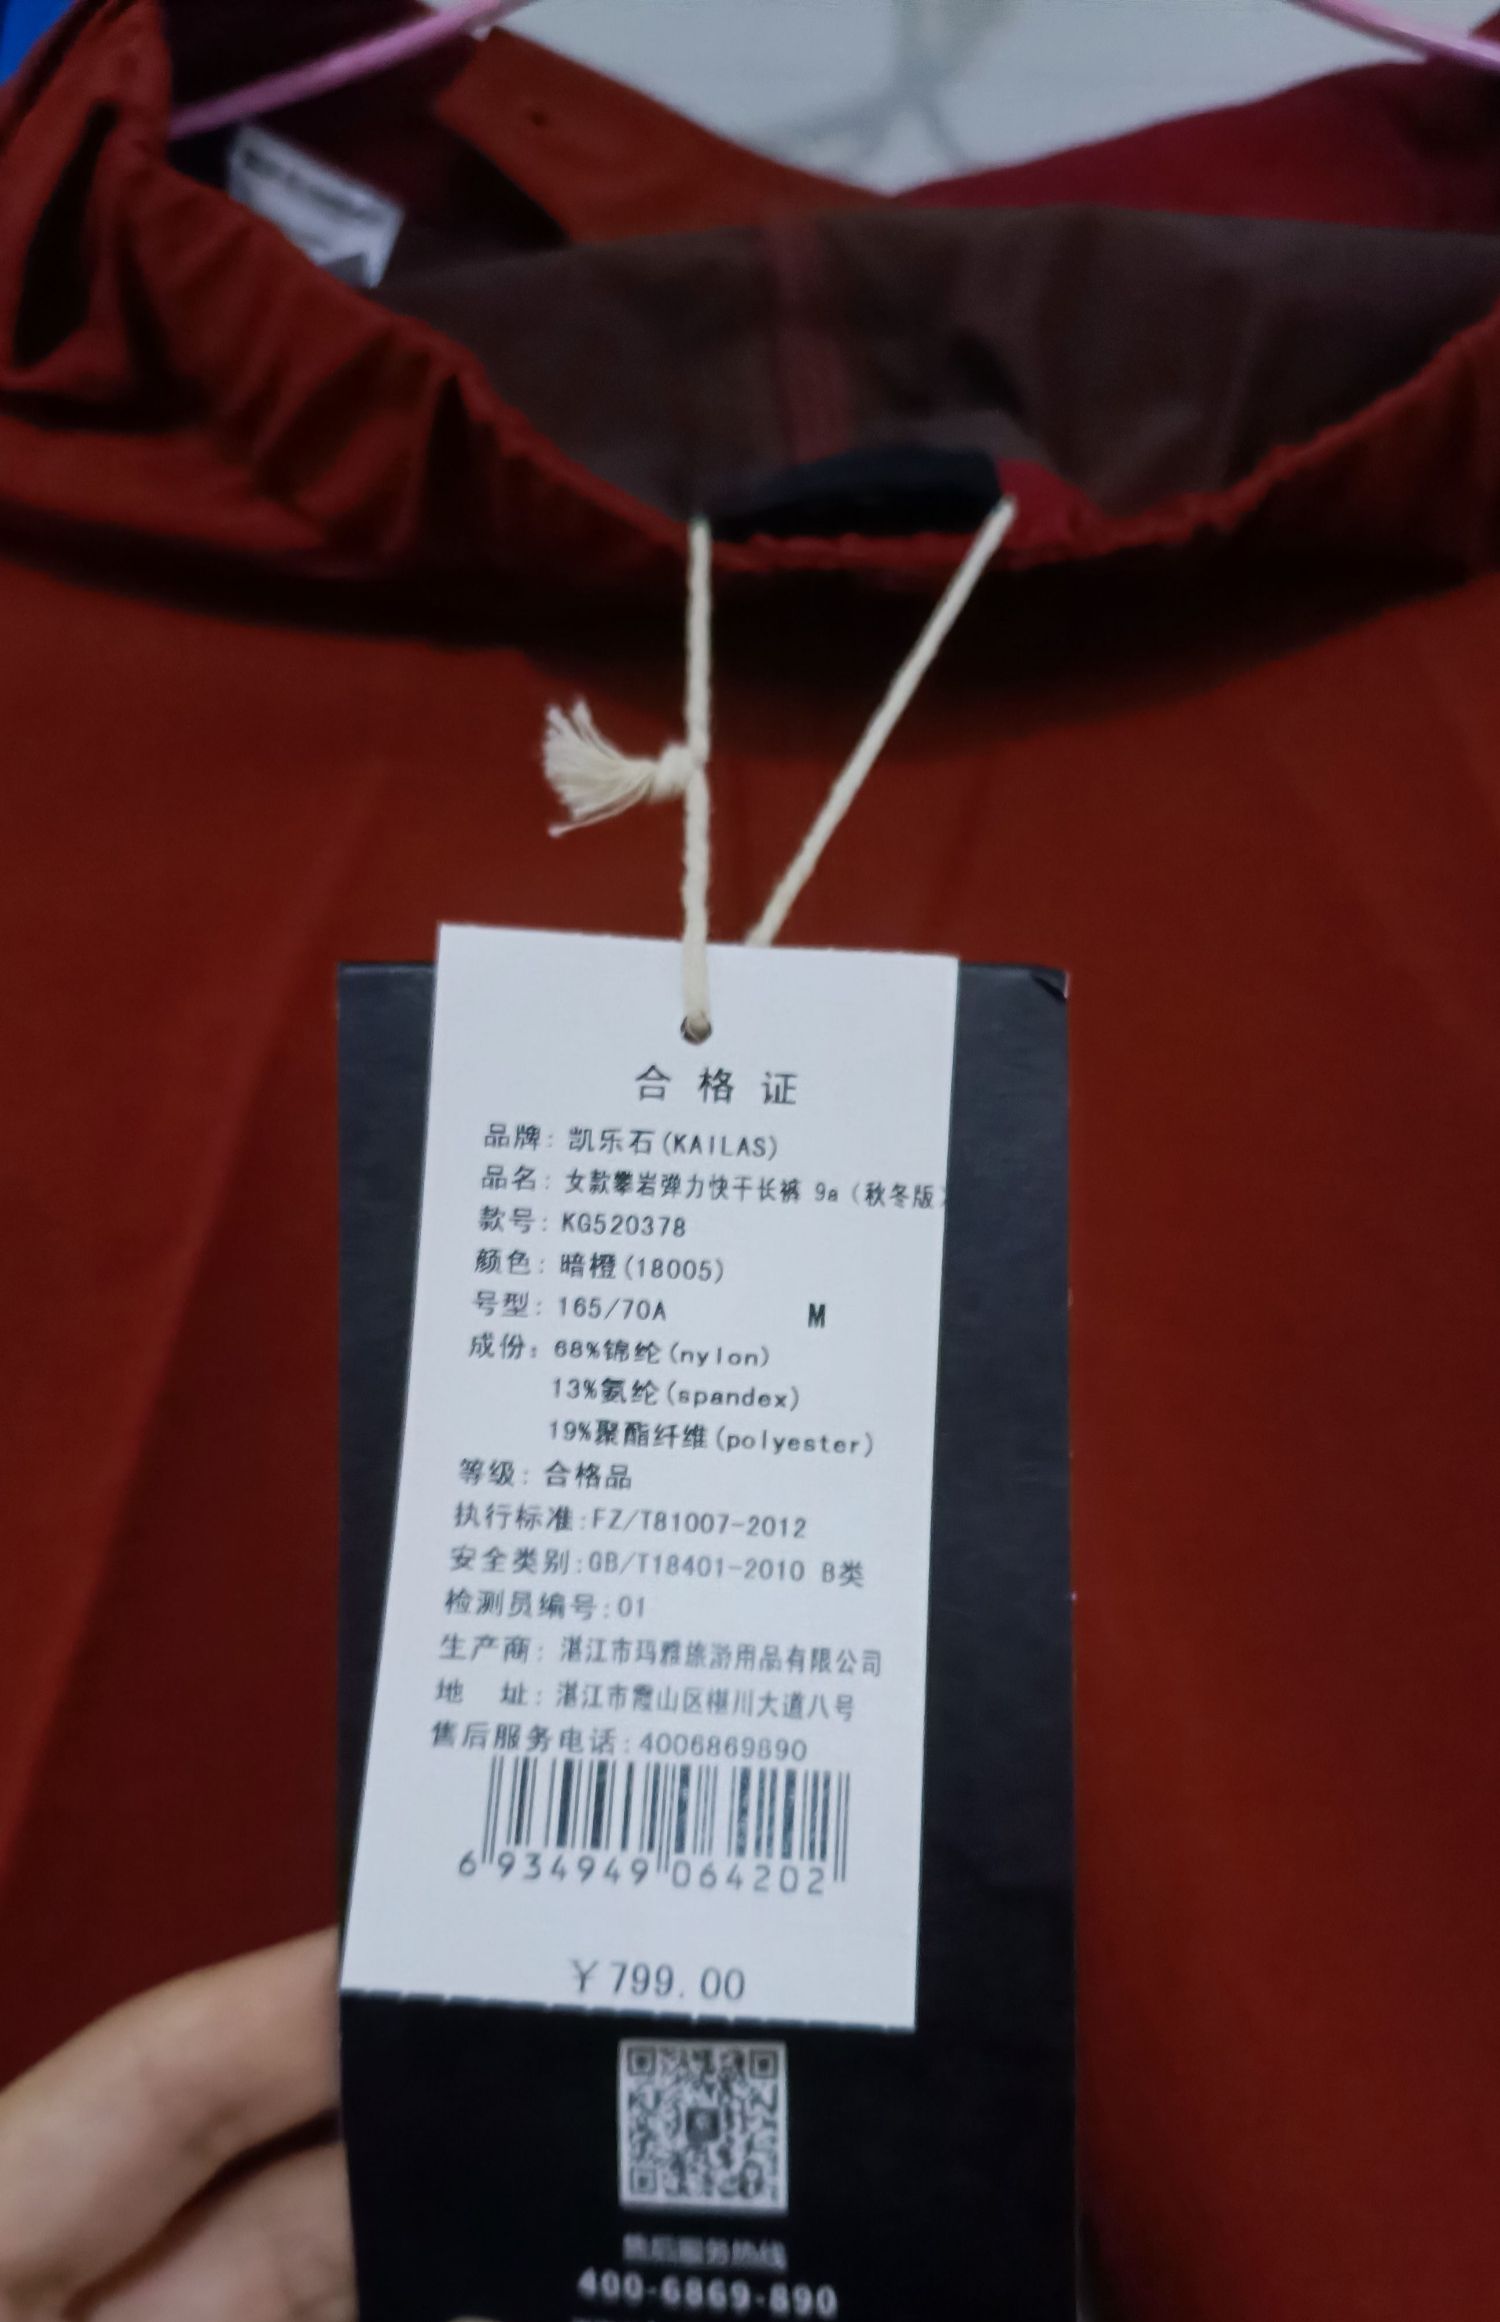 合格证
品牌: 凯乐石(KAILAS)
品名: 女款攀岩弹力快干长裤 9a (秋冬版)
款号: KG520378
颜色: 暗橙(18005)
号型: 165/70A M
成份: 68%锦纶(nylon)
13%氨纶(spandex)
19%聚酯纤维(polyester)
等级: 合格品
执行标准:FZ/T81007-2012
安全类别:GB/T18401-2010 B类
检测员编号:01
生产商: 湛江市玛雅旅游用品有限公司
地 址: 湛江市霞山区椹川大道八号
售后服务电话:4006869890
6 934949 064202
¥799.00
售后服务热线
400-6869-890